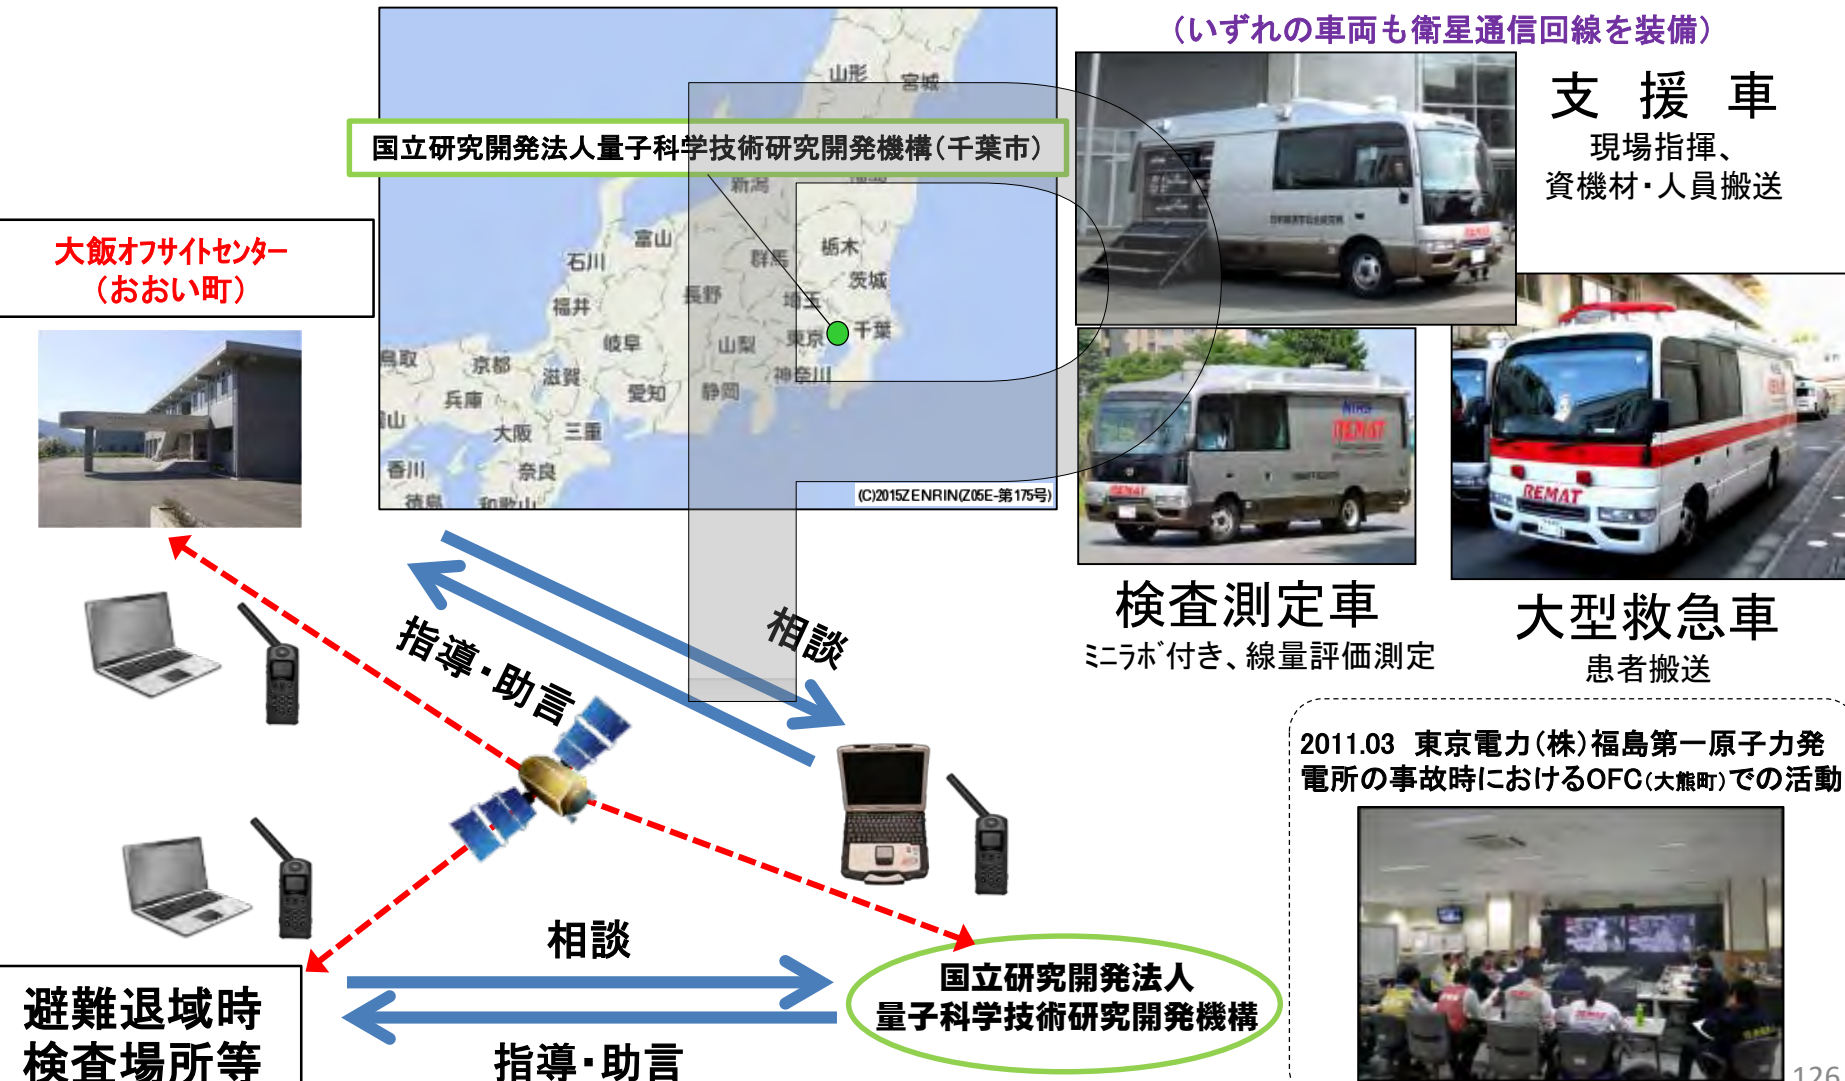 (いずれの車両も衛星通信回線を装備)
支　援　車
現場指揮、
資機材・人員搬送
国立研究開発法人量子科学技術研究開発機構(千葉市)
大飯オフサイトセンター
(おおい町)
山形
宮城
新潟
富山
石川
群馬
栃木
茨城
福井
長野
埼玉
東京
千葉
岐阜
山梨
神奈川
鳥取
京都
滋賀
愛知
静岡
兵庫
大阪
三重
香川
奈良
徳島
和歌山
(C)2015ZENRIN(Z05E-第175号)
REMAT
NIRS
REMAT
REMAT
REMAT
検査測定車
ミニラボ付き、線量評価測定
大型救急車
患者搬送
相談
指導・助言
2011.03　東京電力(株)福島第一原子力発
電所の事故時におけるOFC(大熊町)での活動
相談
指導・助言
国立研究開発法人
量子科学技術研究開発機構
避難退域時
検査場所等
126